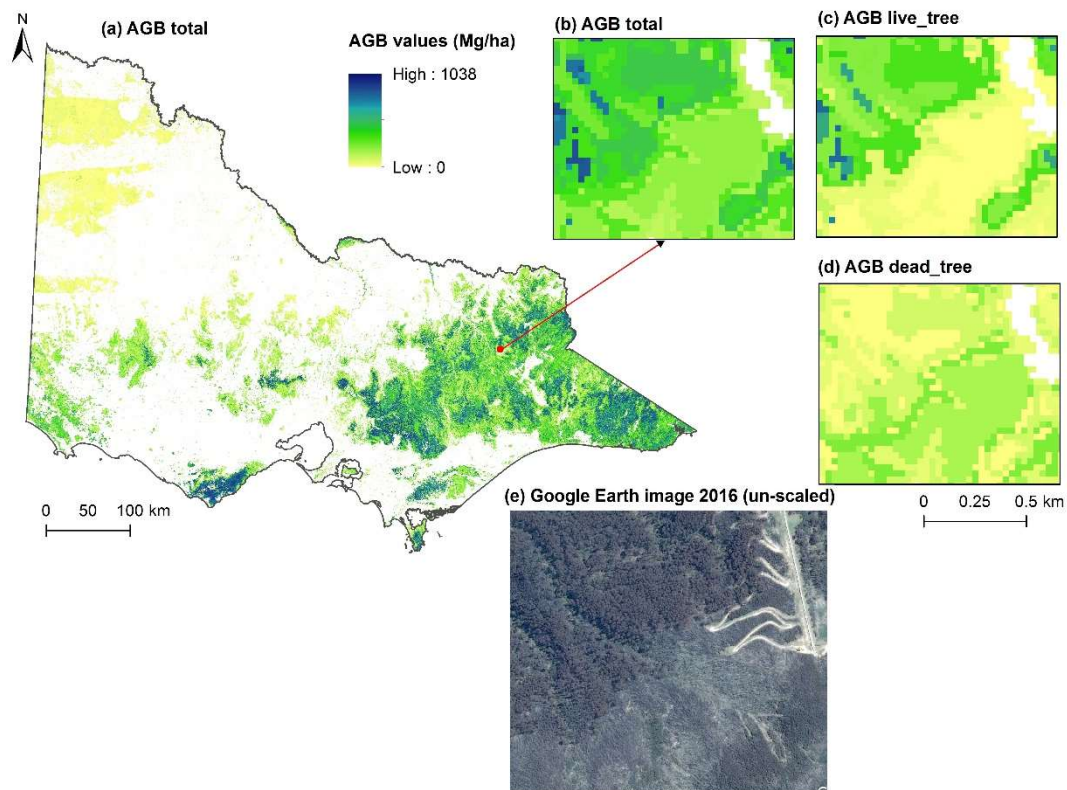 N
(a) AGB total
AGB values (Mg/ha)
High : 1038
Low : 0
(b) AGB total
(c) AGB live_tree
(d) AGB dead_tree
0 50 100 km
0 0.25 0.5 km
(e) Google Earth image 2016 (un-scaled)